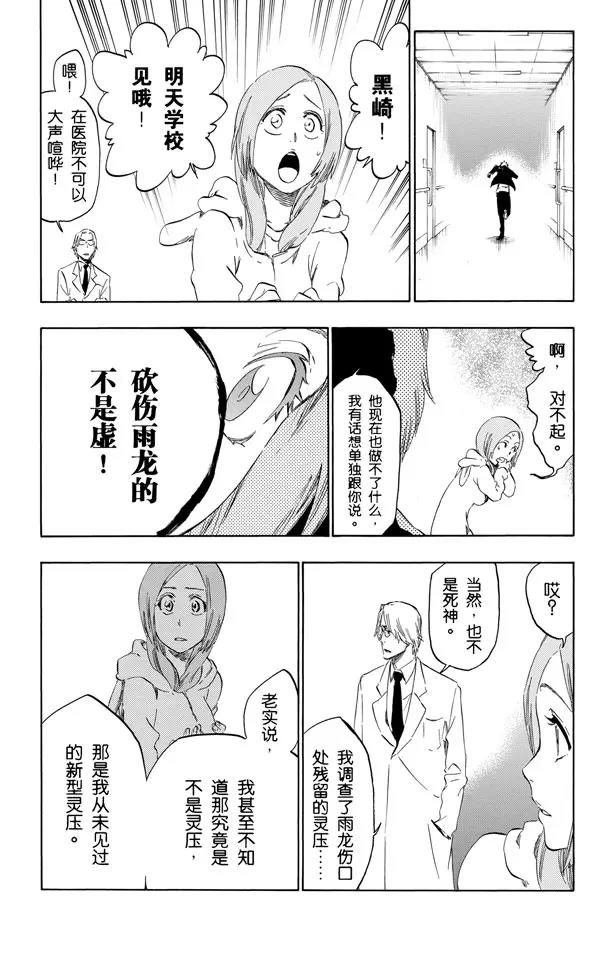 黑崎！
明天学校
见哦！
喂！
在医院不可以
大声喧哗！
啊，
对不起。
他现在也做不了什么，
我有话想单独跟你说。
砍伤雨龙的
不是虚！
哎？
当然，也不
是死神。
我调查了雨龙伤口
处残留的灵压……
老实说，
我甚至不知
道那究竟是
不是灵压，
那是我从未见过
的新型灵压。